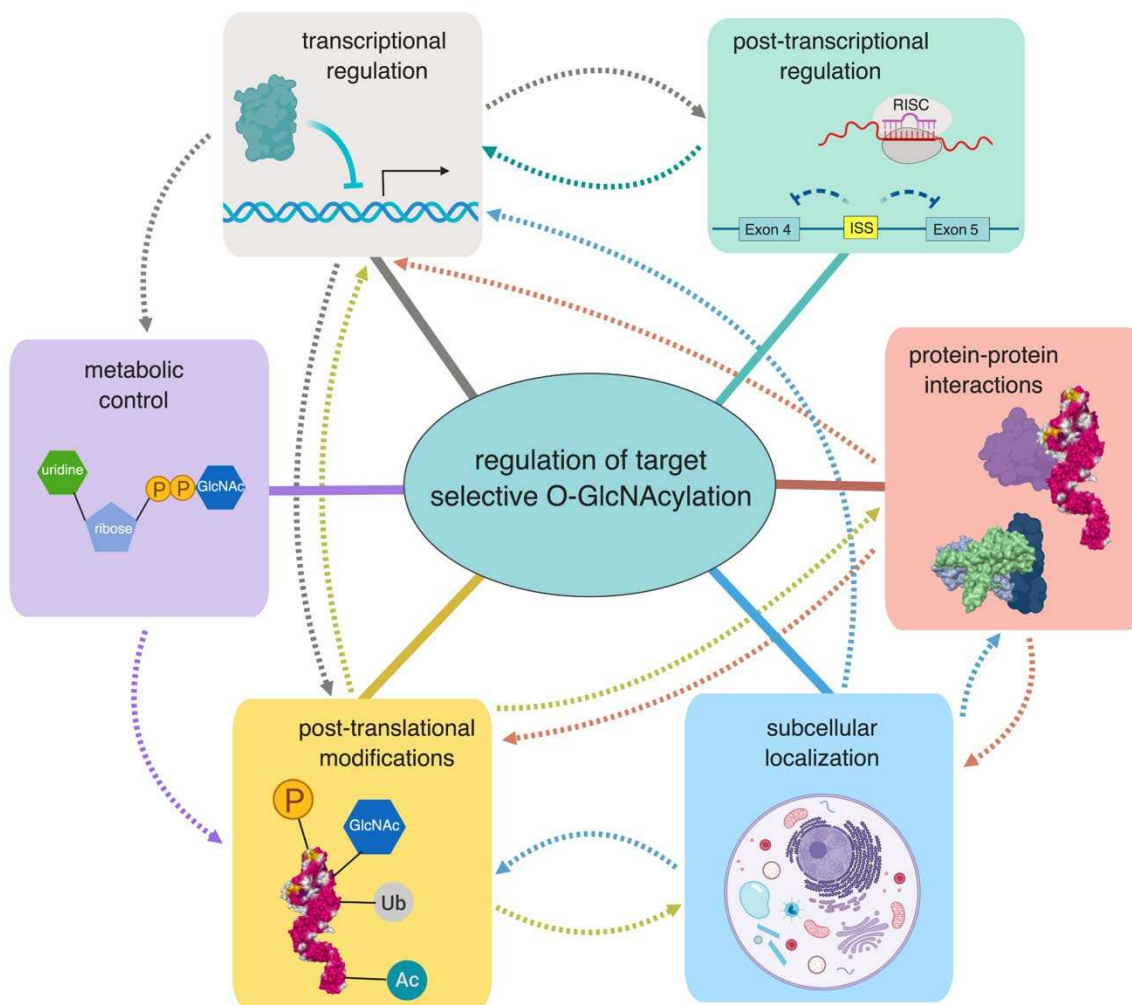 transcriptional
regulation
post-transcriptional
regulation
RISC
Exon 4
ISS
Exon 5
metabolic
control
uridine
ribose
P
P
GlcNAc
regulation of target
selective O-GlcNAcylation
protein-protein
interactions
post-translational
modifications
P
GlcNAc
Ub
Ac
subcellular
localization